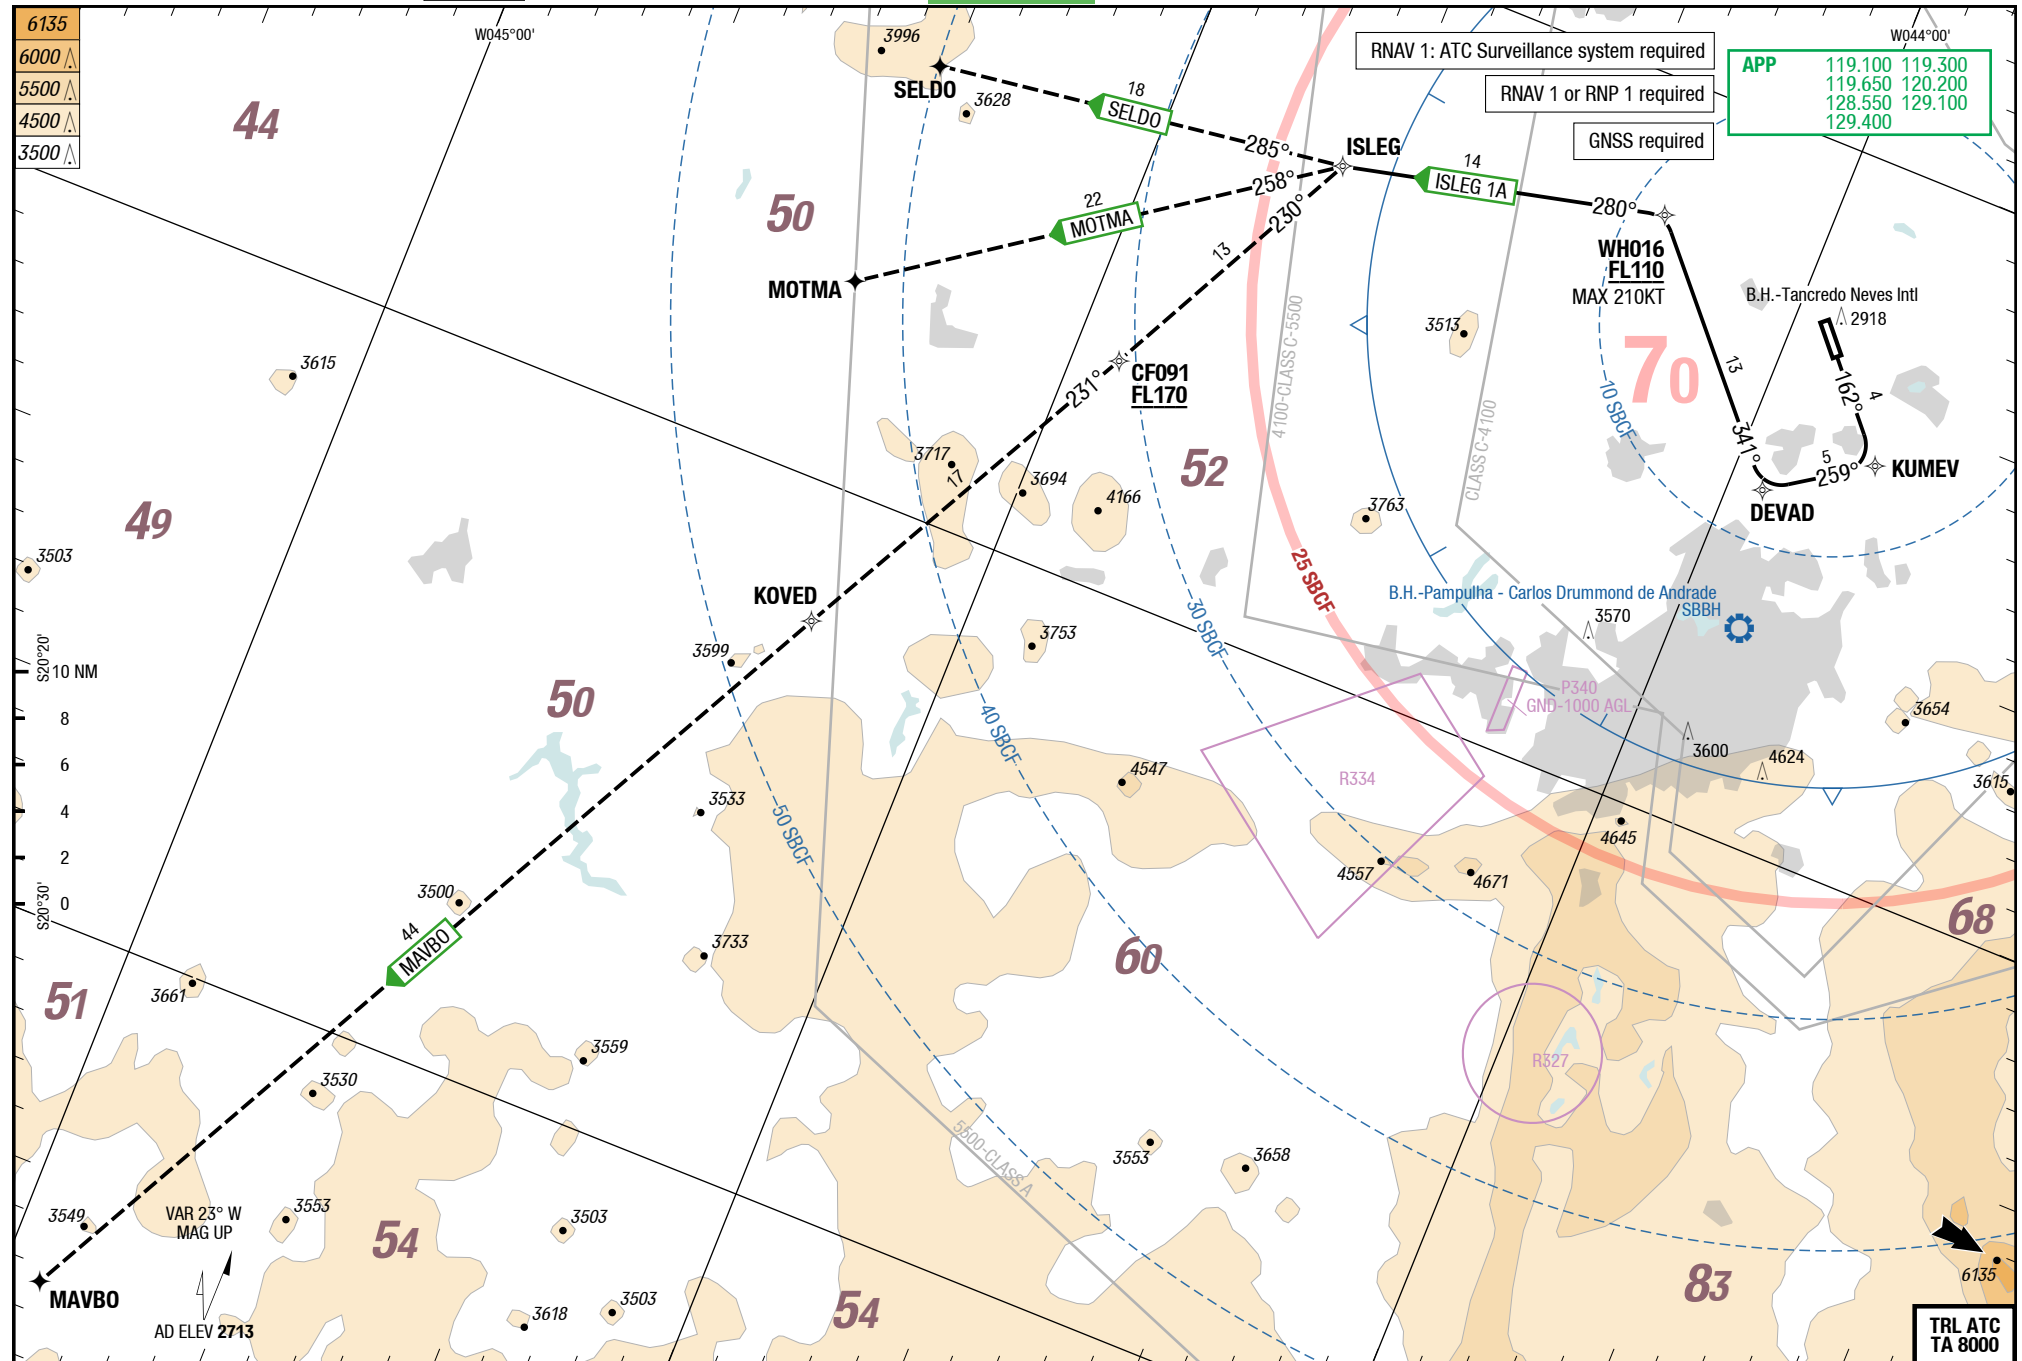 6135
6000
5500
4500
3500
W045°00'
W044°00'
RNAV 1: ATC Surveillance system required
RNAV 1 or RNP 1 required
GNSS required
APP 119.100 119.300
119.650 120.200
128.550 129.100
129.400
44
3996
SELDO
3628
18
SELDO
285°
ISLEG
14
ISLEG 1A
280°
50
22
MOTMA
258°
230°
13
MOTMA
WH016
FL110
MAX 210KT
B.H.-Tancredo Neves Intl
2918
3513
70
13
162°
4
10 SBCF
341°
5
259°
KUMEV
DEVAD
3615
CF091
FL170
231°
4100-CLASS C-5500
CLASS C-4100
3717
17
3694
4166
52
3763
49
3503
25 SBCF
KOVED
3599
3753
30 SBCF
B.H.-Pampulha - Carlos Drummond de Andrade
SBBH
3570
S20°20'
10 NM
8
6
4
2
0
S20°30'
50
P340
GND-1000 AGL
3654
3600
4624
3615
40 SBCF
4547
R334
3533
50 SBCF
4645
4557
4671
3500
44
MAVBO
3733
60
68
51
3661
3559
3530
R327
5500-CLASS A
3553
3658
3549
VAR 23° W
MAG UP
3553
54
3503
MAVBO
AD ELEV 2713
3618
3503
54
83
6135
TRL ATC
TA 8000